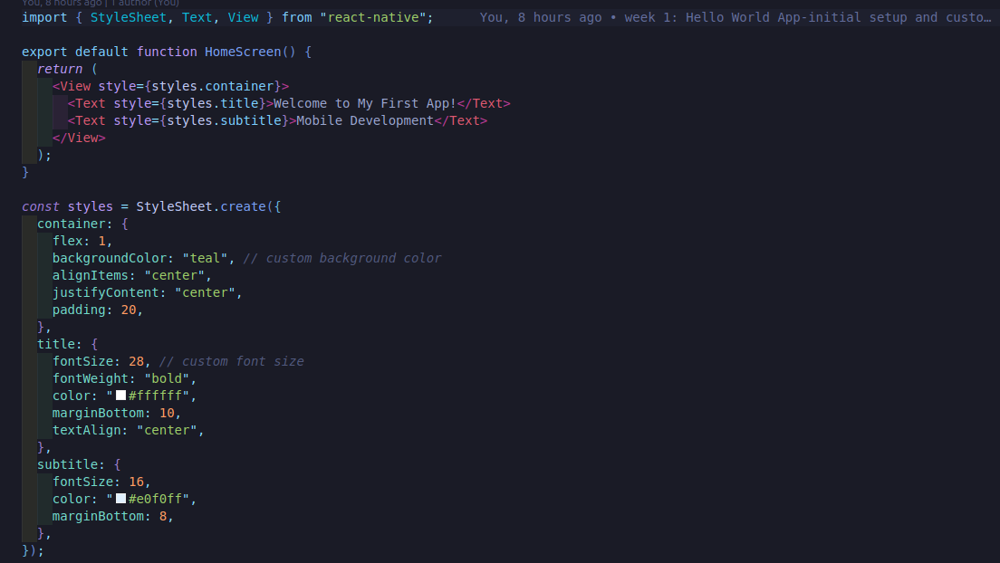 You, 8 hours ago | 1 author (You)
import { StyleSheet, Text, View } from "react-native";     You, 8 hours ago • week 1: Hello World App-initial setup and custo…

export default function HomeScreen() {
  return (
    <View style={styles.container}>
      <Text style={styles.title}>Welcome to My First App!</Text>
      <Text style={styles.subtitle}>Mobile Development</Text>
    </View>
  );
}

const styles = StyleSheet.create({
  container: {
    flex: 1,
    backgroundColor: "teal", // custom background color
    alignItems: "center",
    justifyContent: "center",
    padding: 20,
  },
  title: {
    fontSize: 28, // custom font size
    fontWeight: "bold",
    color: "#ffffff",
    marginBottom: 10,
    textAlign: "center",
  },
  subtitle: {
    fontSize: 16,
    color: "#e0f0ff",
    marginBottom: 8,
  },
});